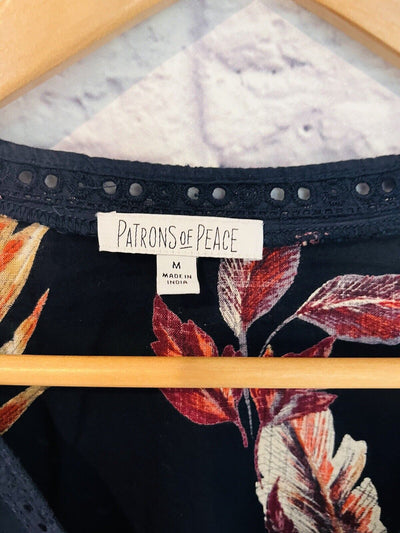 PATRONS OF PEACE
M
MADE IN
INDIA